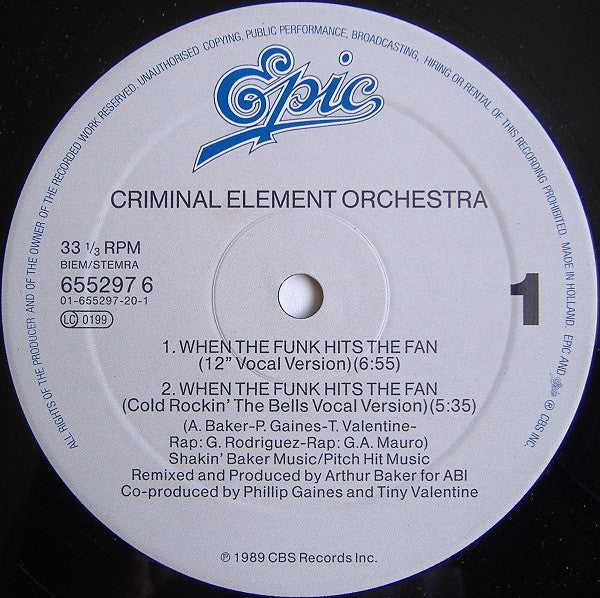 ALL RIGHTS OF THE PRODUCER AND OF THE OWNER OF THE RECORDED WORK RESERVED. UNAUTHORISED COPYING, PUBLIC PERFORMANCE, BROADCASTING, HIRING OR RENTAL OF THIS RECORDING PROHIBITED. MADE IN HOLLAND. EPIC AND ® CBS INC.
Epic
CRIMINAL ELEMENT ORCHESTRA
33 1/3 RPM
BIEM/STEMRA
655297 6
01-655297-20-1
LC 0199
1
1. WHEN THE FUNK HITS THE FAN
(12” Vocal Version)(6:55)
2. WHEN THE FUNK HITS THE FAN
(Cold Rockin’ The Bells Vocal Version)(5:35)
(A. Baker-P. Gaines-T. Valentine-
Rap: G. Rodriguez-Rap: G.A. Mauro)
Shakin’ Baker Music/Pitch Hit Music
Remixed and Produced by Arthur Baker for ABI
Co-produced by Phillip Gaines and Tiny Valentine
℗ 1989 CBS Records Inc.